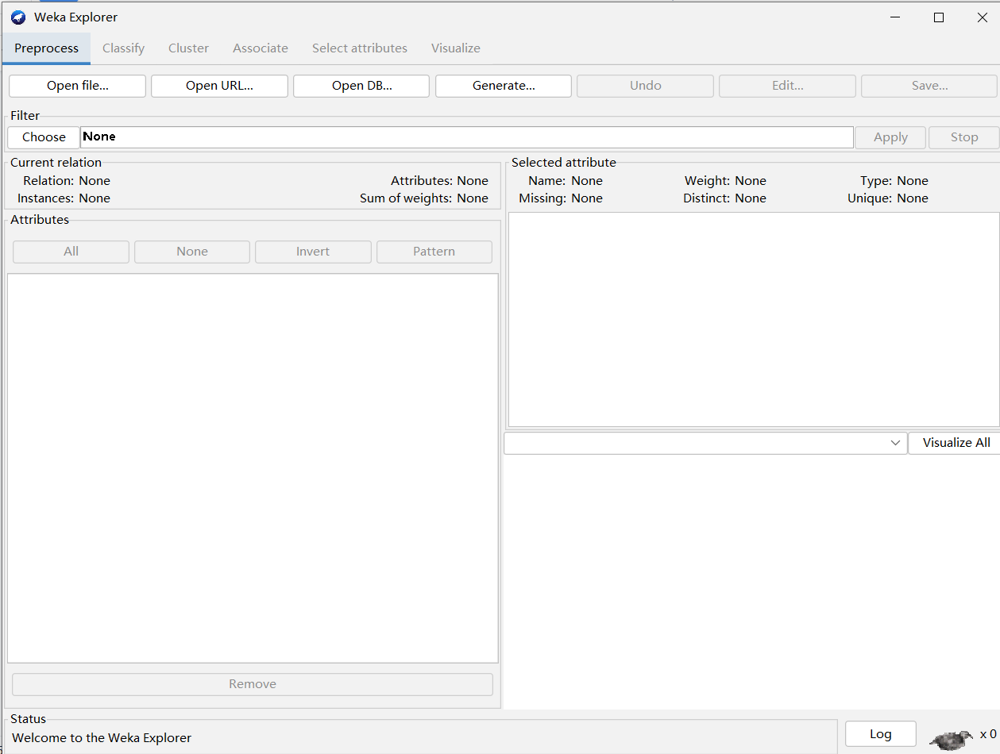 Weka Explorer
Preprocess Classify Cluster Associate Select attributes Visualize
Open file... Open URL... Open DB... Generate... Undo Edit... Save...
Filter
Choose None Apply Stop
Current relation
Relation: None Attributes: None
Instances: None Sum of weights: None
Selected attribute
Name: None Weight: None Type: None
Missing: None Distinct: None Unique: None
Attributes
All None Invert Pattern
Visualize All
Remove
Status
Welcome to the Weka Explorer
Log x 0